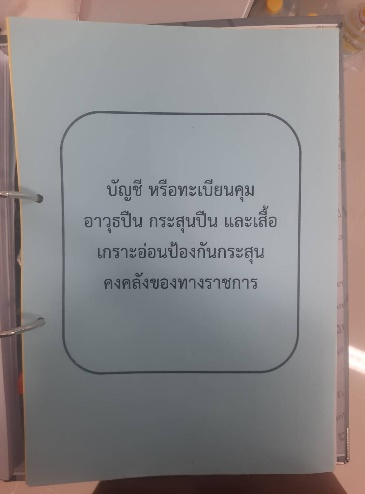 บัญชี หรือทะเบียนคุม
อาวุธปืน กระสุนปืน และเสื้อ
เกราะอ่อนป้องกันกระสุน
คงคลังของทางราชการ